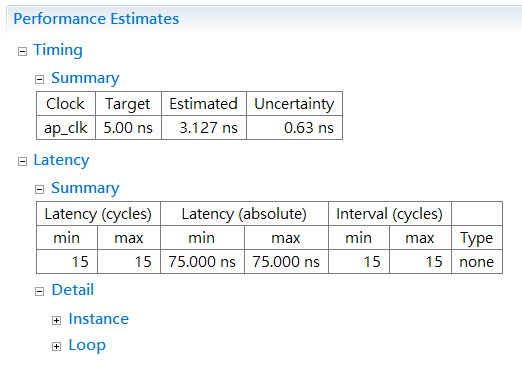 Performance Estimates
Timing
Summary
Clock Target Estimated Uncertainty
ap_clk 5.00 ns 3.127 ns 0.63 ns
Latency
Summary
Latency (cycles) Latency (absolute) Interval (cycles)
min max min max min max Type
15 15 75.000 ns 75.000 ns 15 15 none
Detail
Instance
Loop